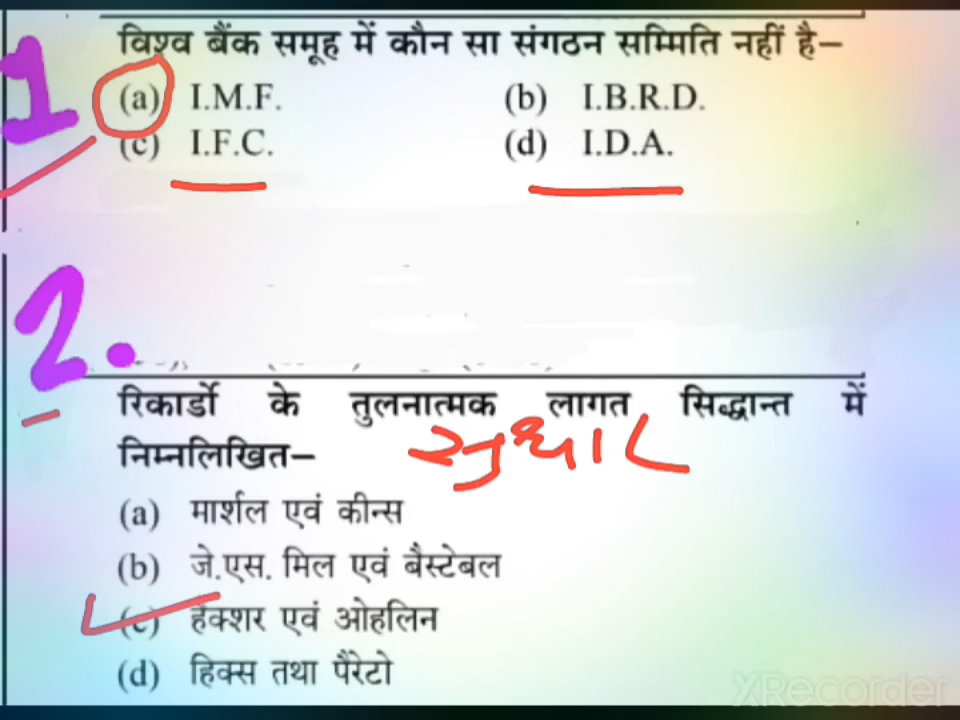 1
विश्व बैंक समूह में कौन सा संगठन सम्मिति नहीं है–
(a) I.M.F. (b) I.B.R.D.
(c) I.F.C. (d) I.D.A.
2.
रिकार्डो के तुलनात्मक लागत सिद्धान्त में
निम्नलिखित– सुधार
(a) मार्शल एवं कीन्स
(b) जे.एस. मिल एवं बैस्टेबल
(c) हैक्शर एवं ओहलिन
(d) हिक्स तथा पैरेटो
XRecorder